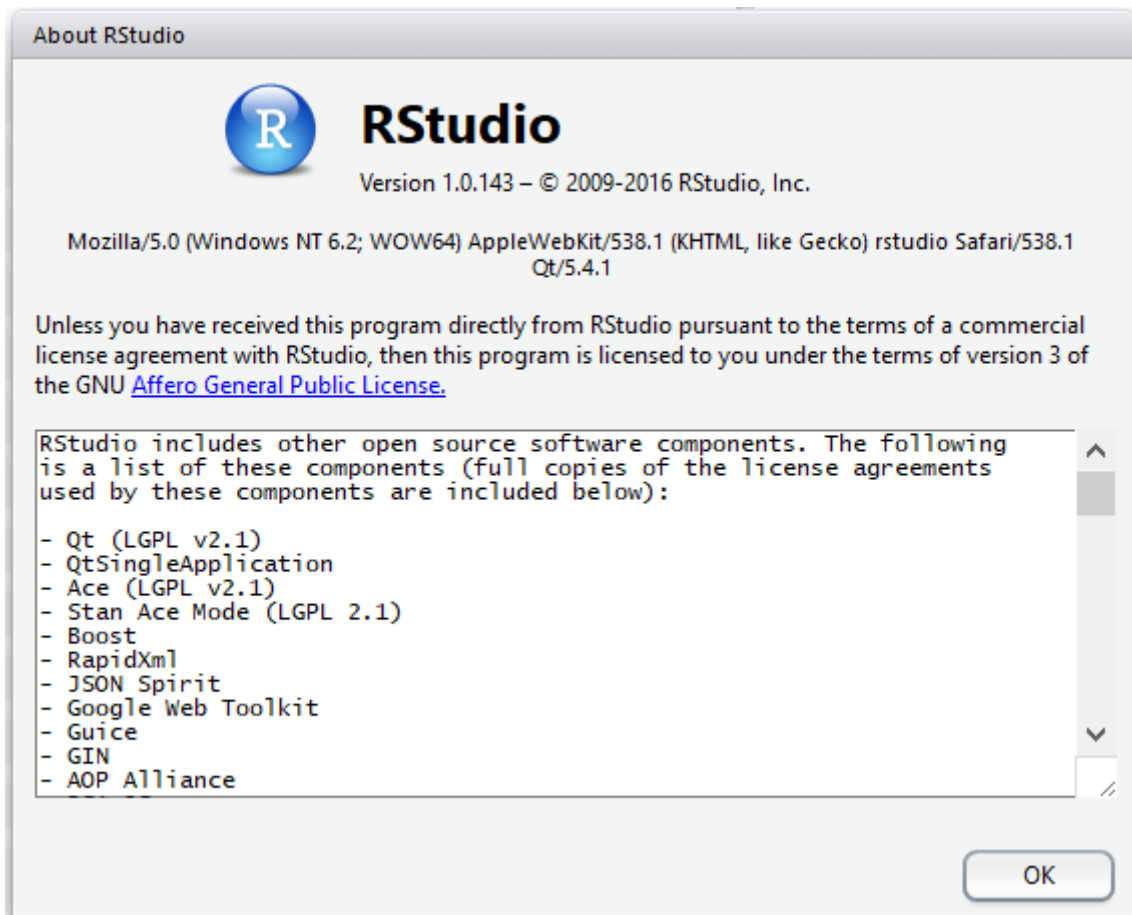 About RStudio
R
RStudio
Version 1.0.143 – © 2009-2016 RStudio, Inc.
Mozilla/5.0 (Windows NT 6.2; WOW64) AppleWebKit/538.1 (KHTML, like Gecko) rstudio Safari/538.1
Qt/5.4.1
Unless you have received this program directly from RStudio pursuant to the terms of a commercial
license agreement with RStudio, then this program is licensed to you under the terms of version 3 of
the GNU Affero General Public License.
RStudio includes other open source software components. The following
is a list of these components (full copies of the license agreements
used by these components are included below):
- Qt (LGPL v2.1)
- QtSingleApplication
- Ace (LGPL v2.1)
- Stan Ace Mode (LGPL 2.1)
- Boost
- RapidXml
- JSON Spirit
- Google Web Toolkit
- Guice
- GIN
- AOP Alliance
OK